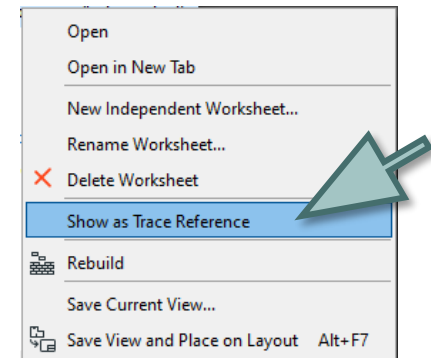 Open
Open in New Tab
New Independent Worksheet...
Rename Worksheet...
Delete Worksheet
Show as Trace Reference
Rebuild
Save Current View...
Save View and Place on Layout Alt+F7